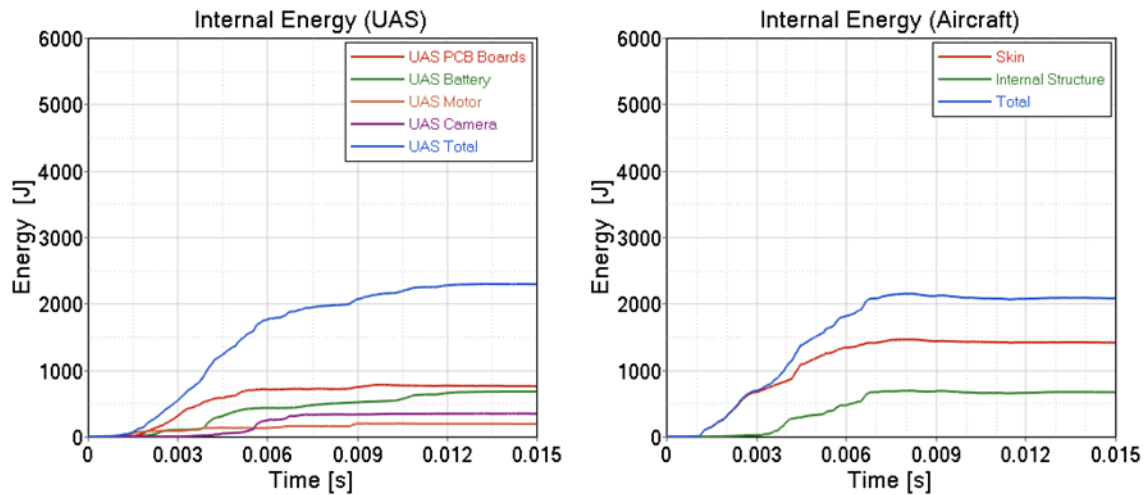 Internal Energy (UAS)
6000
5000
4000
3000
2000
1000
0
Energy [J]
UAS PCB Boards
UAS Battery
UAS Motor
UAS Camera
UAS Total
0 0.003 0.006 0.009 0.012 0.015
Time [s]
Internal Energy (Aircraft)
6000
5000
4000
3000
2000
1000
0
Energy [J]
Skin
Internal Structure
Total
0 0.003 0.006 0.009 0.012 0.015
Time [s]